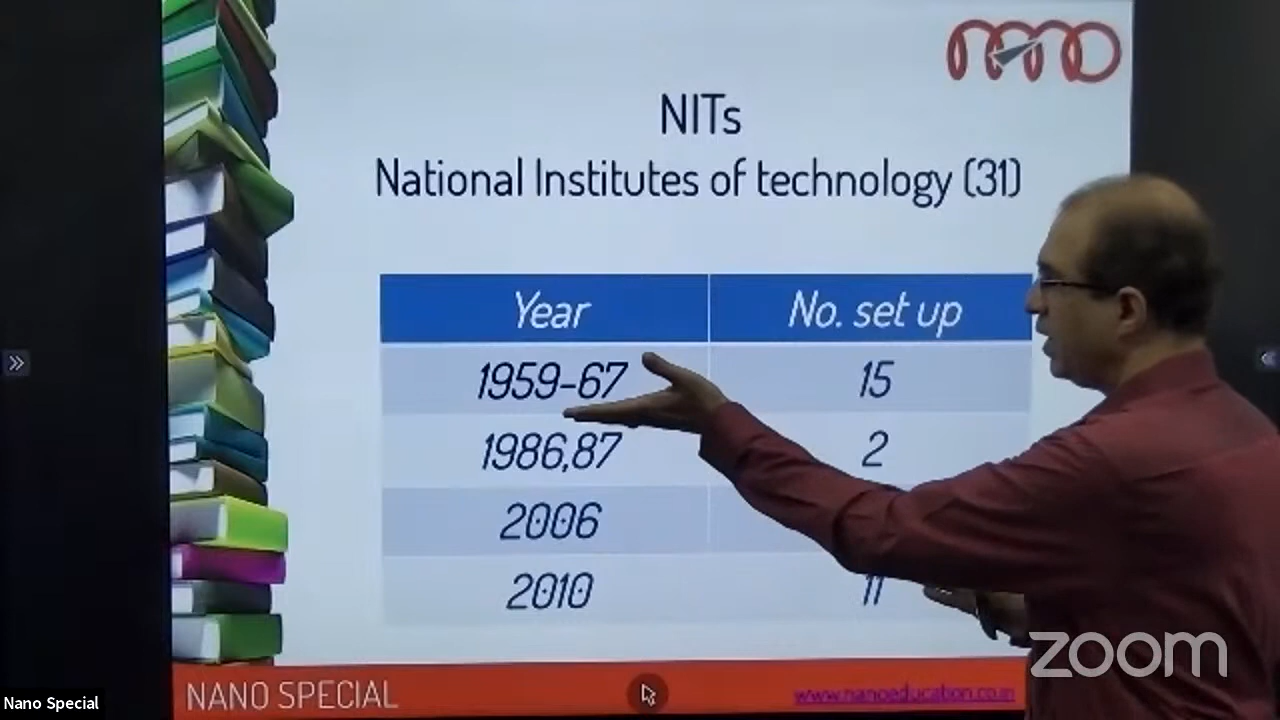 nano
NITs
National Institutes of technology (31)
Year No. set up
1959-67 15
1986,87 2
2006
2010 11
NANO SPECIAL
www.nanoeducation.co.in
zoom
Nano Special